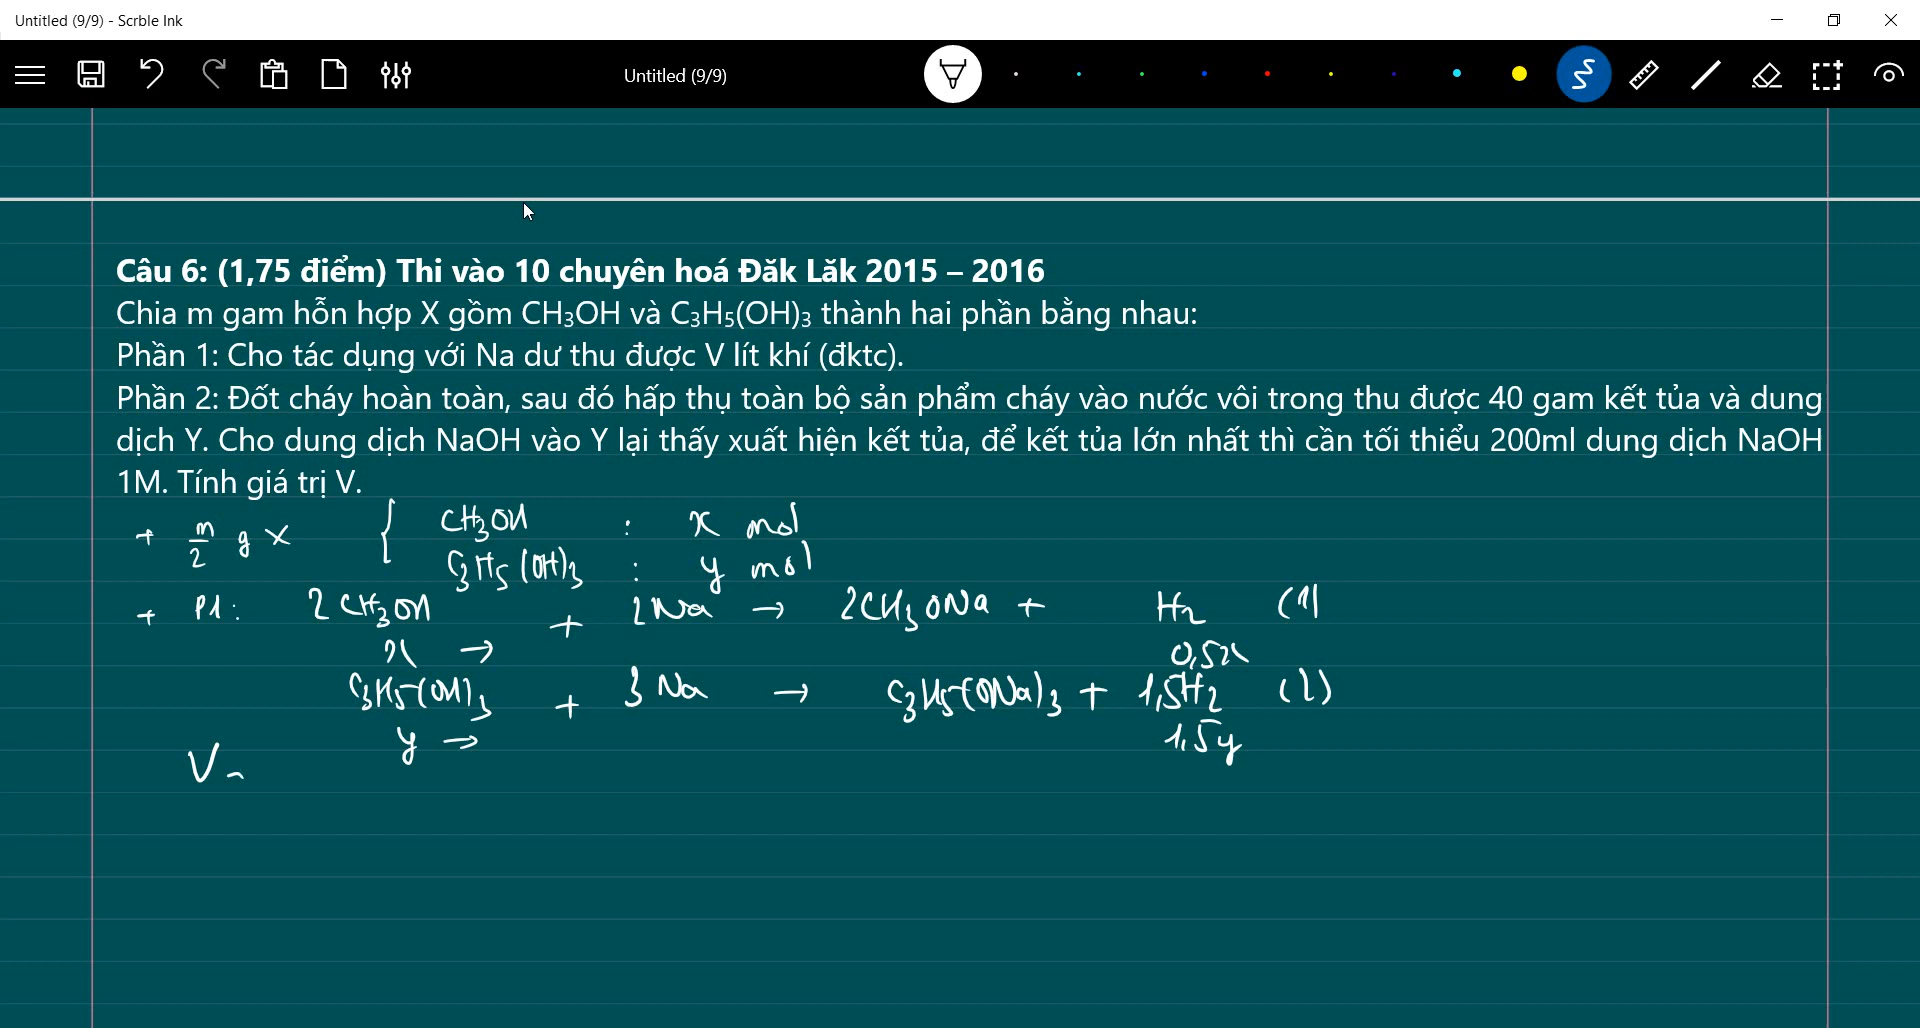 Untitled (9/9) - Scrble Ink
Untitled (9/9)
Câu 6: (1,75 điểm) Thi vào 10 chuyên hoá Đăk Lăk 2015 – 2016
Chia m gam hỗn hợp X gồm CH₃OH và C₃H₅(OH)₃ thành hai phần bằng nhau:
Phần 1: Cho tác dụng với Na dư thu được V lít khí (đktc).
Phần 2: Đốt cháy hoàn toàn, sau đó hấp thụ toàn bộ sản phẩm cháy vào nước vôi trong thu được 40 gam kết tủa và dung
dịch Y. Cho dung dịch NaOH vào Y lại thấy xuất hiện kết tủa, để kết tủa lớn nhất thì cần tối thiểu 200ml dung dịch NaOH
1M. Tính giá trị V.
+ m/2 g X { CH₃OH : x mol
C₃H₅(OH)₃ : y mol
+ P1: 2CH₃OH + 2Na → 2CH₃ONa + H₂ (1)
x → 0,5x
C₃H₅(OH)₃ + 3Na → C₃H₅(ONa)₃ + 1,5H₂ (2)
y → 1,5y
V -